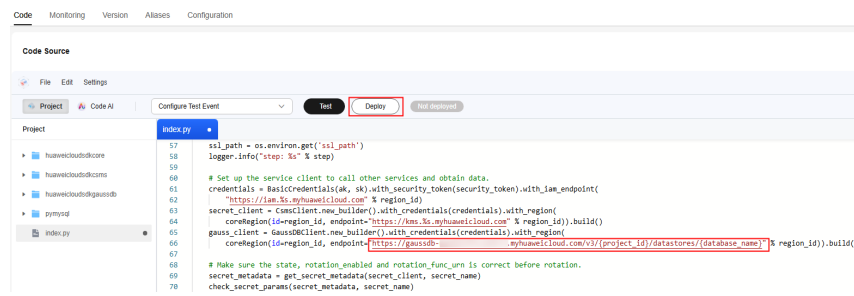 Code Monitoring Version Aliases Configuration
Code Source
File Edit Settings
Project Code AI Configure Test Event Test Deploy Not deployed
Project index.py
huaweicloudsdkcore
huaweicloudsdkcsms
huaweicloudsdkgaussdb
pymysql
index.py
57 ssl_path = os.environ.get('ssl_path')
58 logger.info("step: %s" % step)
59
60 # Set up the service client to call other services and obtain data.
61 credentials = BasicCredentials(ak, sk).with_security_token(security_token).with_iam_endpoint(
62 "https://iam.%s.myhuaweicloud.com" % region_id)
63 secret_client = CsmsClient.new_builder().with_credentials(credentials).with_region(
64 coreRegion(id=region_id, endpoint="https://kms.%s.myhuaweicloud.com" % region_id)).build()
65 gauss_client = GaussDBClient.new_builder().with_credentials(credentials).with_region(
66 coreRegion(id=region_id, endpoint="https://gaussdb- .myhuaweicloud.com/v3/{project_id}/datastores/{database_name}" % region_id)).build()
67
68 # Make sure the state, rotation_enabled and rotation_func_urn is correct before rotation.
69 secret_metadata = get_secret_metadata(secret_client, secret_name)
70 check_secret_params(secret_metadata, secret_name)